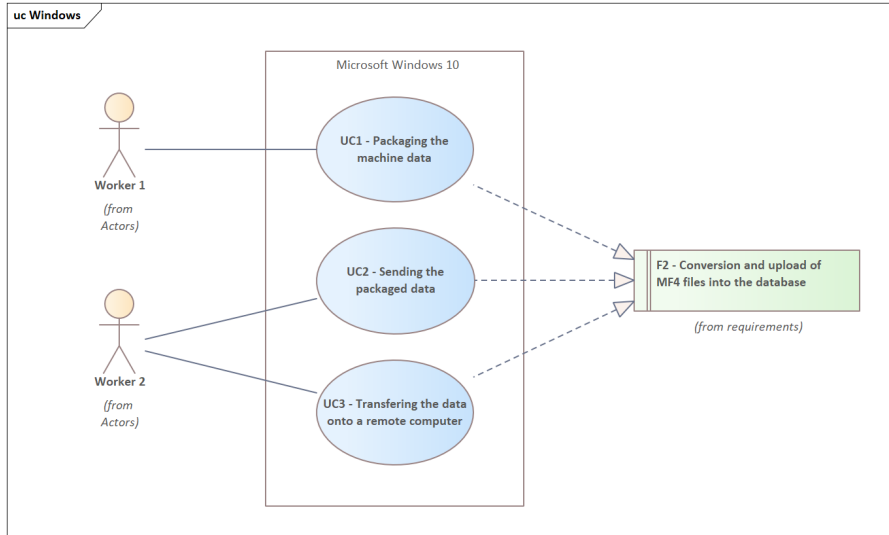 uc Windows
Microsoft Windows 10
UC1 - Packaging the
machine data
Worker 1
(from
Actors)
UC2 - Sending the
packaged data
F2 - Conversion and upload of
MF4 files into the database
(from requirements)
Worker 2
(from
Actors)
UC3 - Transfering the data
onto a remote computer